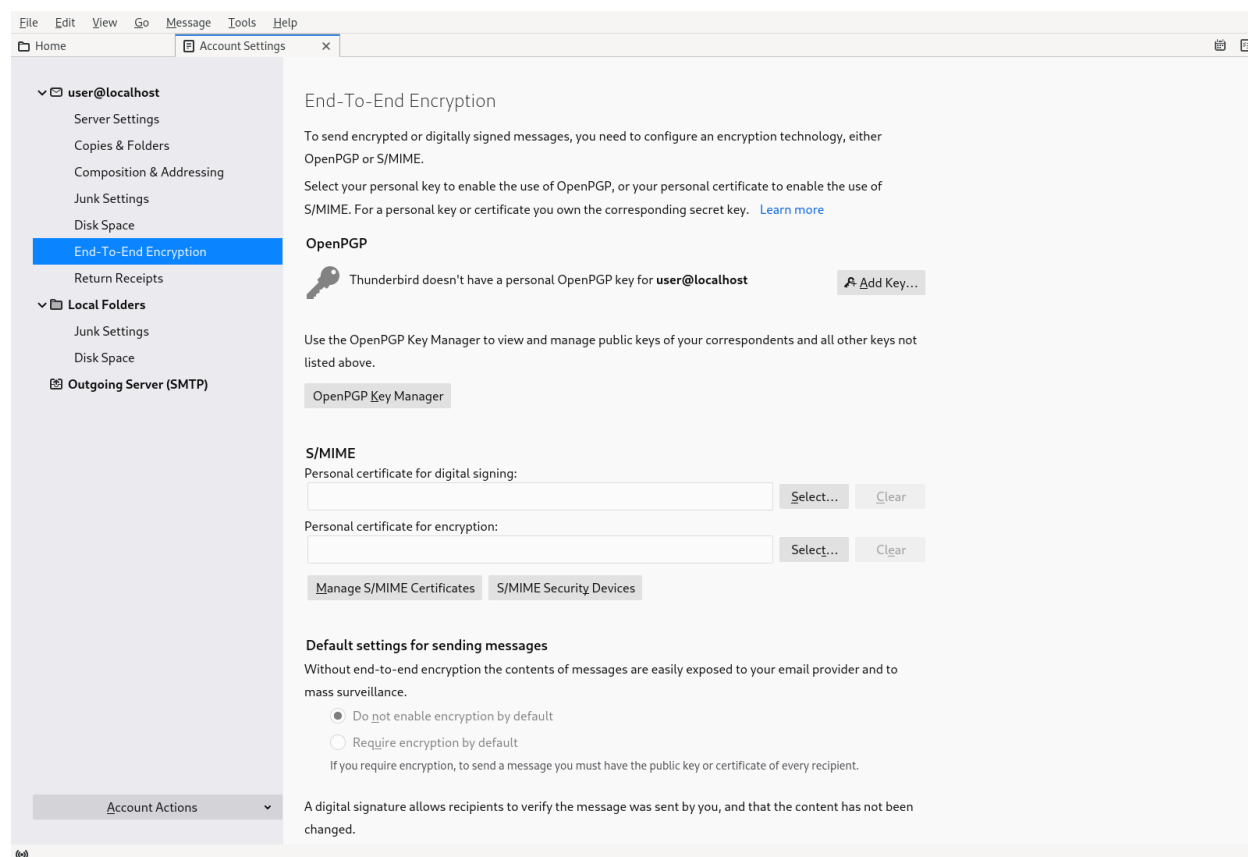 File Edit View Go Message Tools Help
Home Account Settings
user@localhost
Server Settings
Copies & Folders
Composition & Addressing
Junk Settings
Disk Space
End-To-End Encryption
Return Receipts
Local Folders
Junk Settings
Disk Space
Outgoing Server (SMTP)
Account Actions
End-To-End Encryption
To send encrypted or digitally signed messages, you need to configure an encryption technology, either
OpenPGP or S/MIME.
Select your personal key to enable the use of OpenPGP, or your personal certificate to enable the use of
S/MIME. For a personal key or certificate you own the corresponding secret key. Learn more
OpenPGP
Thunderbird doesn't have a personal OpenPGP key for user@localhost
Add Key...
Use the OpenPGP Key Manager to view and manage public keys of your correspondents and all other keys not
listed above.
OpenPGP Key Manager
S/MIME
Personal certificate for digital signing:
Select... Clear
Personal certificate for encryption:
Select... Clear
Manage S/MIME Certificates S/MIME Security Devices
Default settings for sending messages
Without end-to-end encryption the contents of messages are easily exposed to your email provider and to
mass surveillance.
Do not enable encryption by default
Require encryption by default
If you require encryption, to send a message you must have the public key or certificate of every recipient.
A digital signature allows recipients to verify the message was sent by you, and that the content has not been
changed.